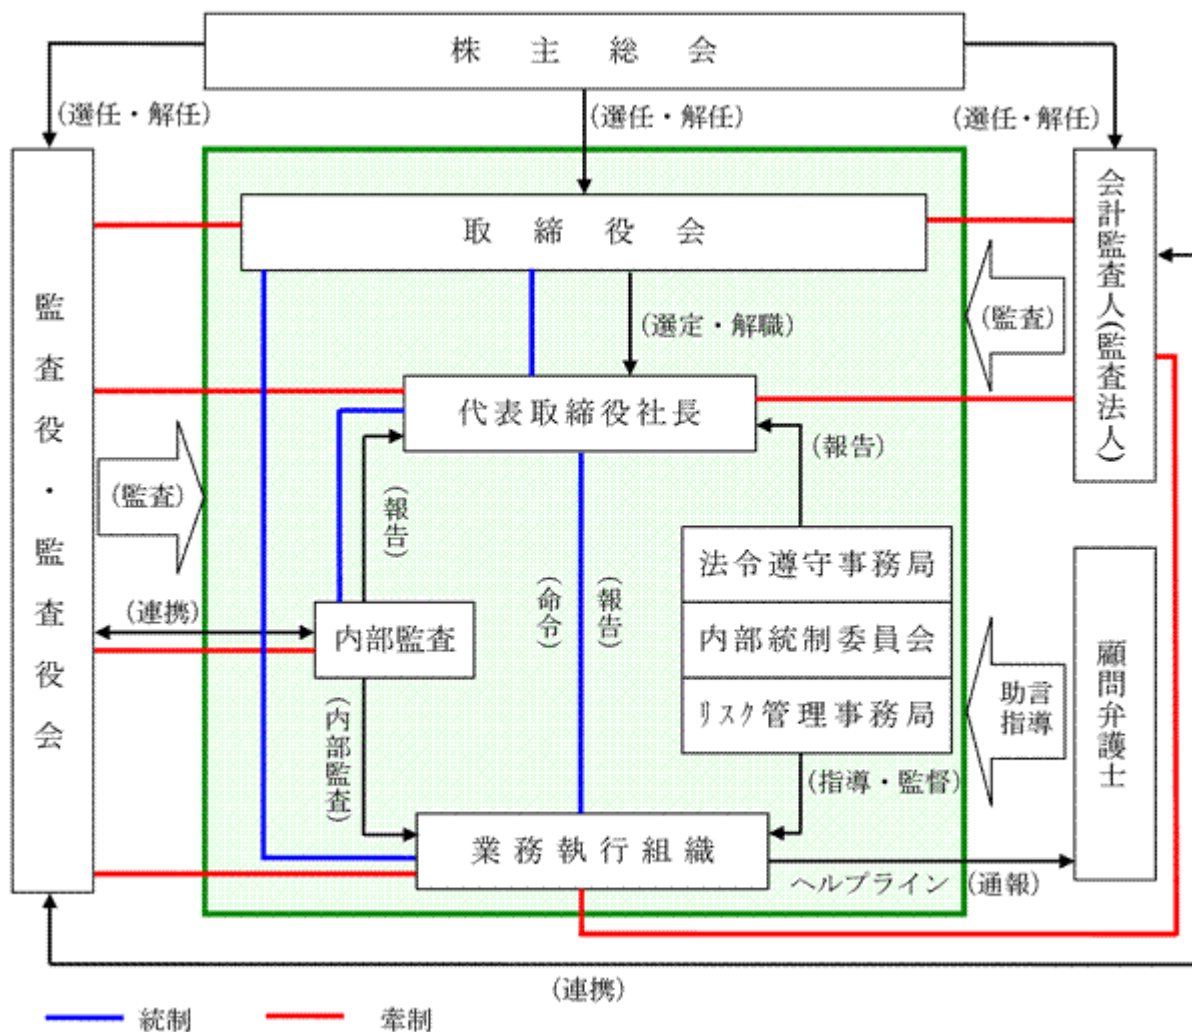 株主総会
(選任・解任)
(選任・解任)
(選任・解任)
監査役・監査役会
取締役会
会計監査人(監査法人)
(監査)
(選定・解職)
代表取締役社長
(報告)
(監査)
(報告)
法令遵守事務局
(命令)
(報告)
(連携)
内部監査
内部統制委員会
リスク管理事務局
助言
指導
顧問弁護士
(内部監査)
(指導・監督)
業務執行組織
ヘルプライン (通報)
(連携)
統制
牽制